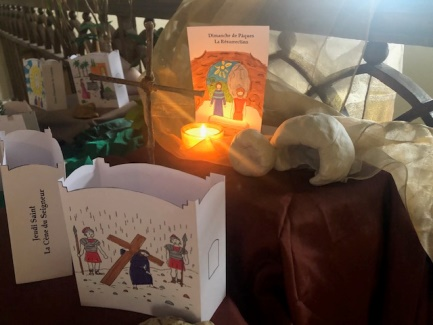 Dimanche de Pâques
La Résurrection
Jeudi Saint
La Cène du Seigneur